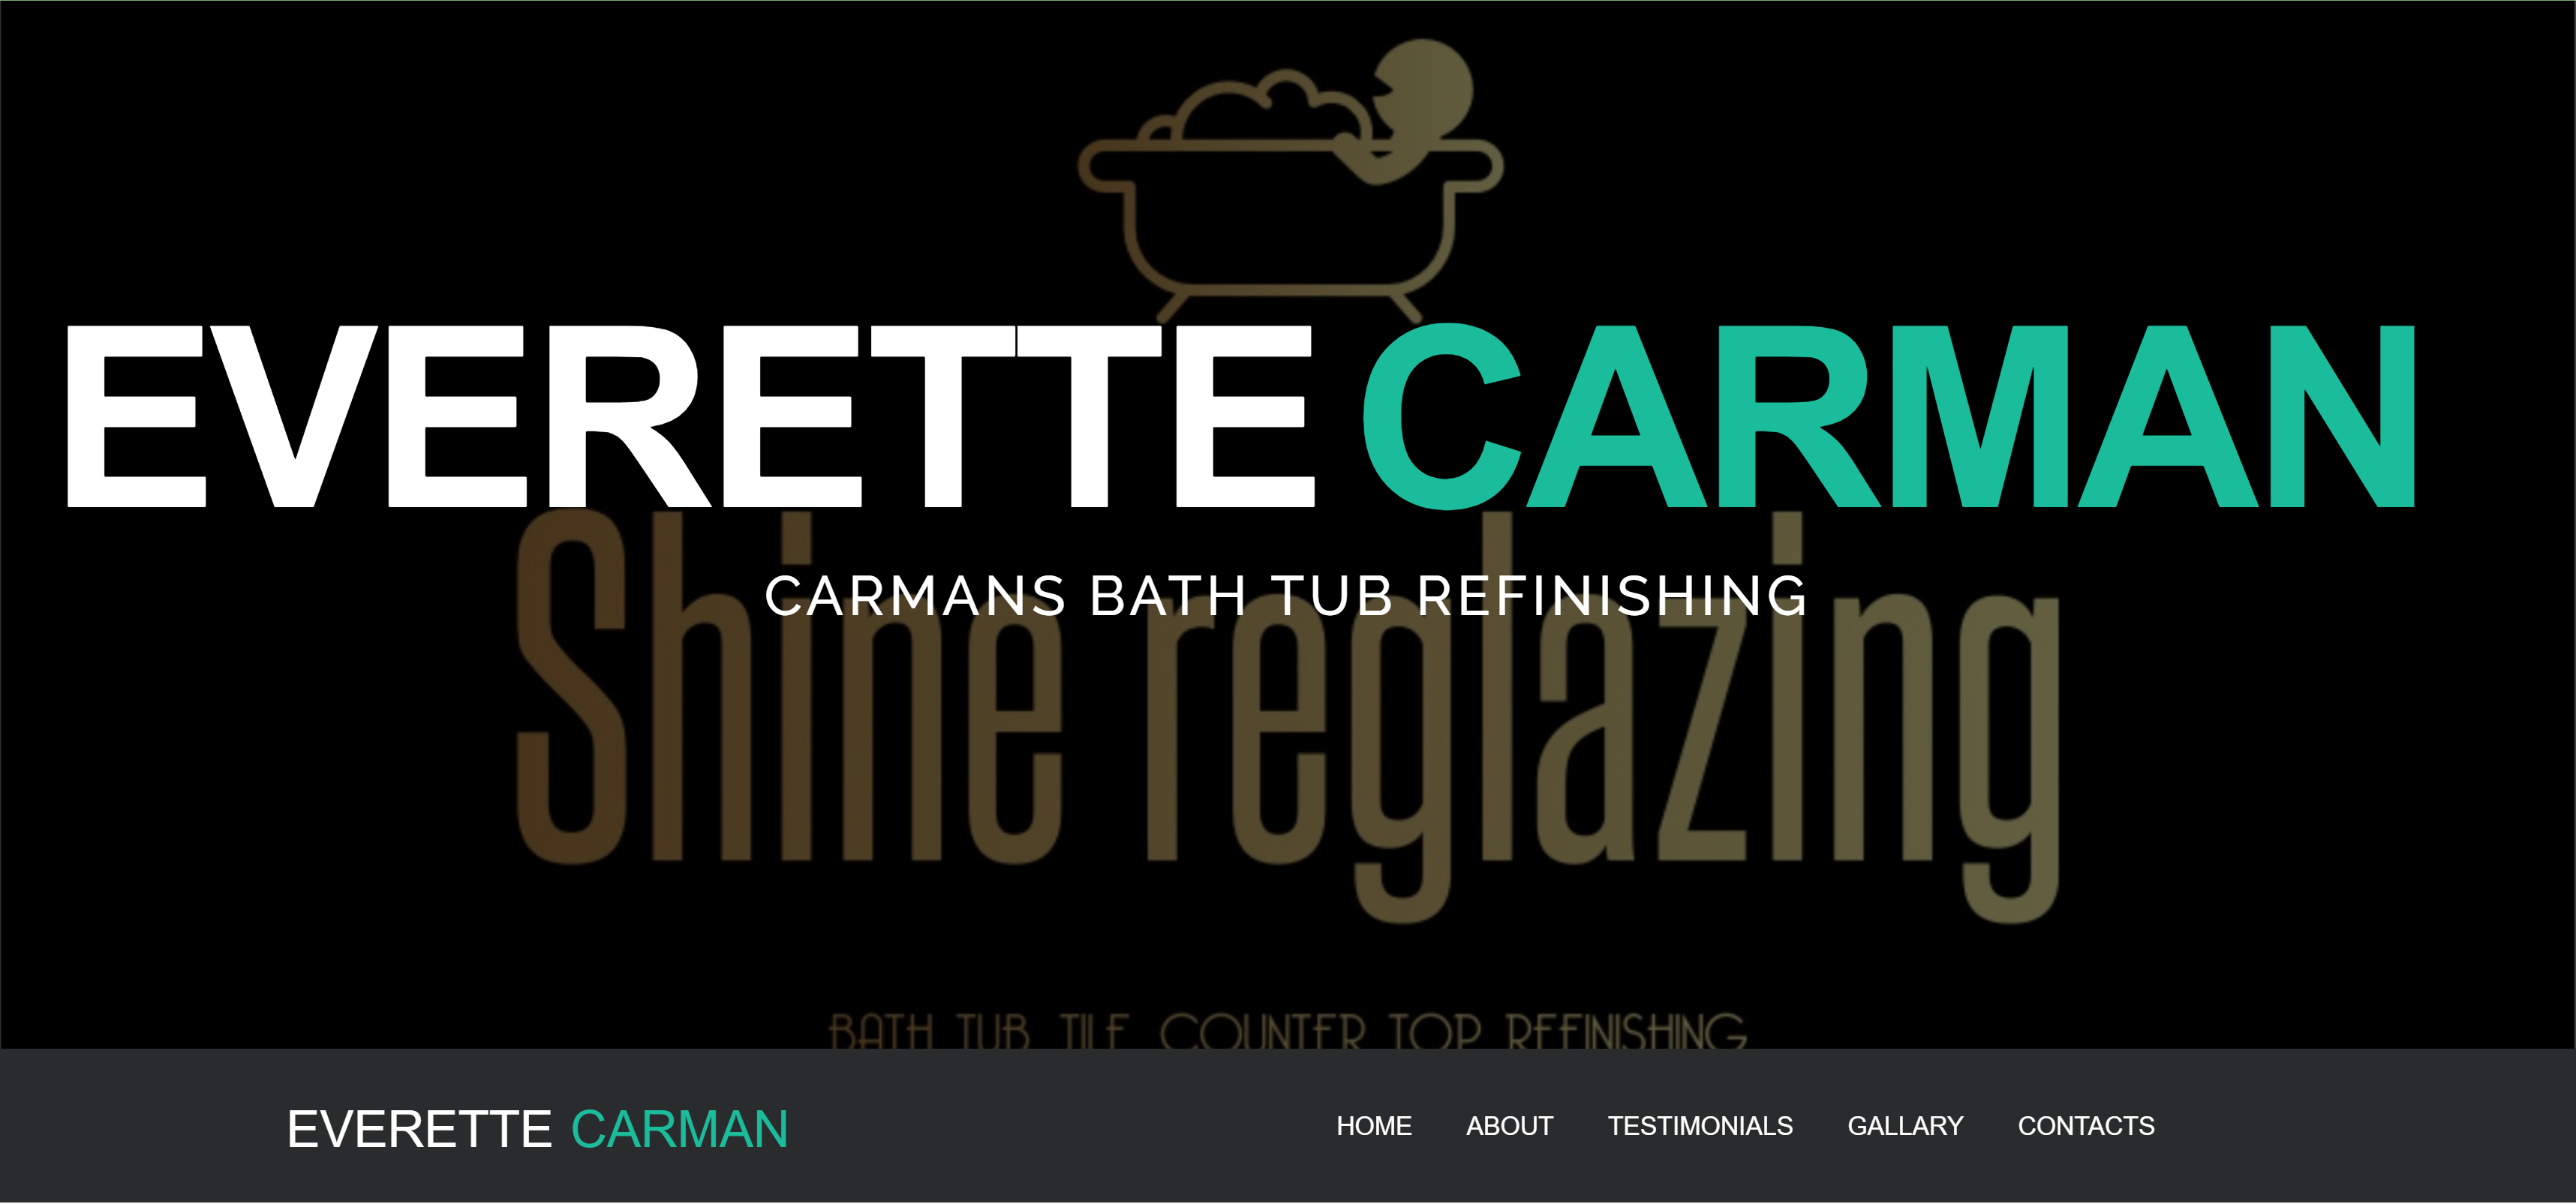 EVERETTE CARMAN
CARMANS BATH TUB REFINISHING
Shine reglazing
BATH TUB TILE COUNTER TOP REFINISHING
EVERETTE CARMAN
HOME ABOUT TESTIMONIALS GALLARY CONTACTS